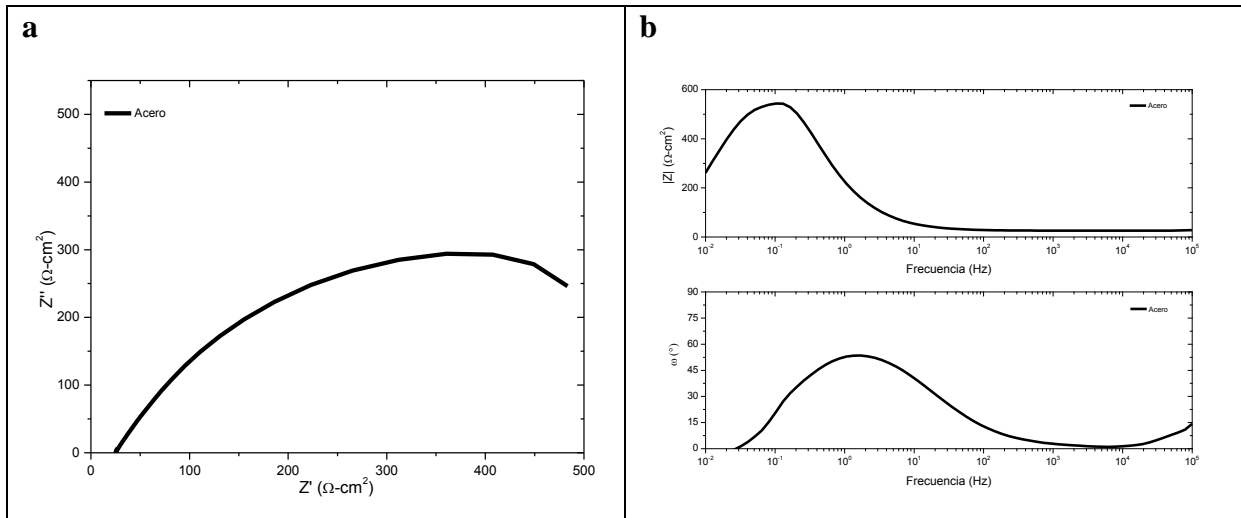 a
500
400
300
200
100
0
Z'' (Ω-cm²)
Acero
0 100 200 300 400 500
Z' (Ω-cm²)
b
600
400
200
0
|Z| (Ω-cm²)
Acero
10⁻² 10⁻¹ 10⁰ 10¹ 10² 10³ 10⁴ 10⁵
Frecuencia (Hz)
90
75
60
45
30
15
0
ω (°)
Acero
10⁻² 10⁻¹ 10⁰ 10¹ 10² 10³ 10⁴ 10⁵
Frecuencia (Hz)